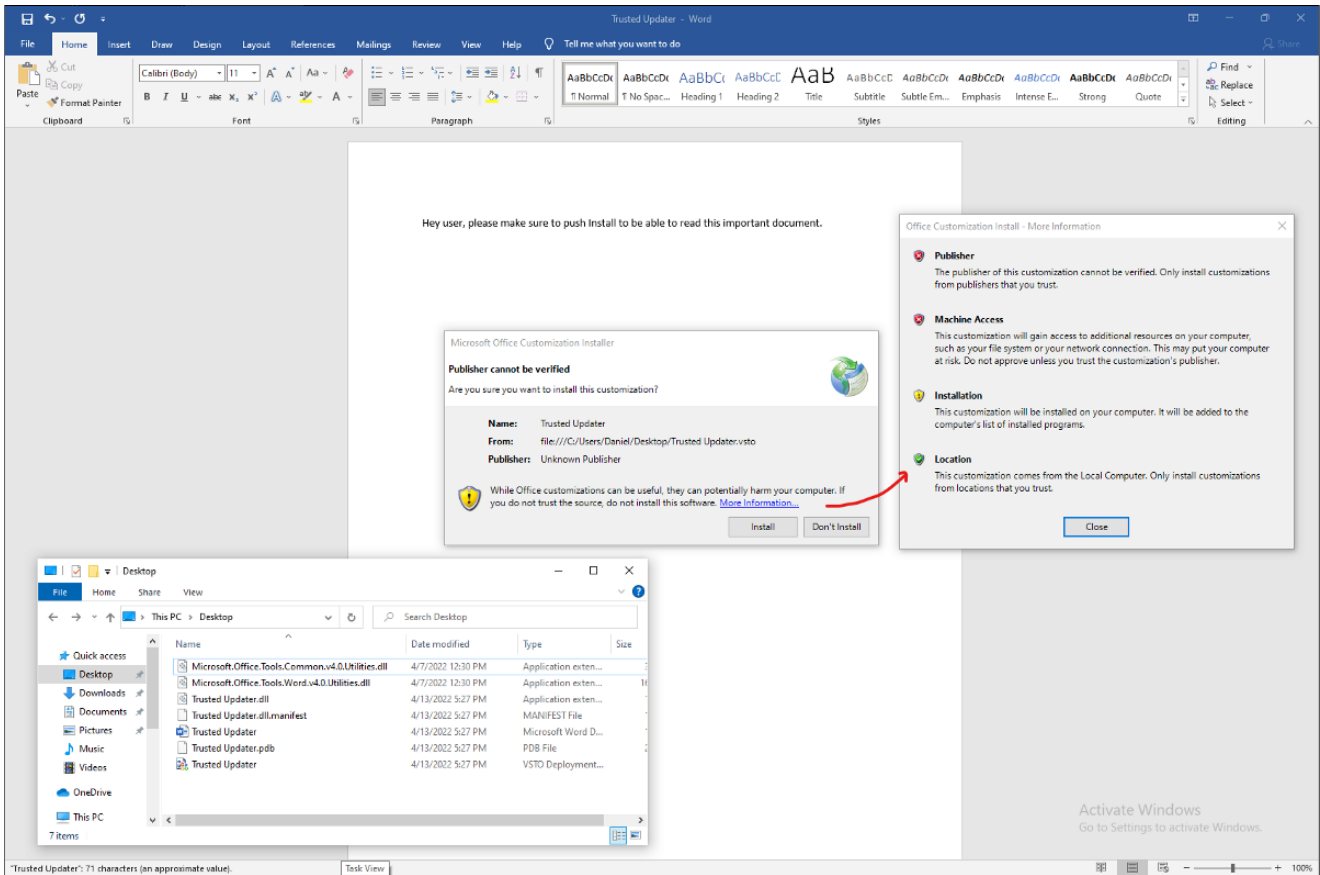 Trusted Updater - Word
File Home Insert Draw Design Layout References Mailings Review View Help Tell me what you want to do Share
Cut
Copy
Paste
Format Painter
Calibri (Body) 11
B I U abc X₂ X²
AaBbCcDc AaBbCcDc AaBbCc AaBbCcC AaB AaBbCcC AaBbCcDc AaBbCcDc AaBbCcDc AaBbCcDc AaBbCcDc
¶ Normal ¶ No Spac... Heading 1 Heading 2 Title Subtitle Subtle Em... Emphasis Intense E... Strong Quote
Find
Replace
Select
Clipboard Font Paragraph Styles Editing
Hey user, please make sure to push Install to be able to read this important document.
Microsoft Office Customization Installer
Publisher cannot be verified
Are you sure you want to install this customization?
Name: Trusted Updater
From: file:///C:/Users/Daniel/Desktop/Trusted Updater.vsto
Publisher: Unknown Publisher
While Office customizations can be useful, they can potentially harm your computer. If
you do not trust the source, do not install this software. More Information...
Install Don't Install
Office Customization Install - More Information
Publisher
The publisher of this customization cannot be verified. Only install customizations
from publishers that you trust.
Machine Access
This customization will gain access to additional resources on your computer,
such as your file system or your network connection. This may put your computer
at risk. Do not approve unless you trust the customization's publisher.
Installation
This customization will be installed on your computer. It will be added to the
computer's list of installed programs.
Location
This customization comes from the Local Computer. Only install customizations
from locations that you trust.
Close
Desktop
File Home Share View
This PC > Desktop
Search Desktop
Quick access
Desktop
Downloads
Documents
Pictures
Music
Videos
OneDrive
This PC
Name Date modified Type Size
Microsoft.Office.Tools.Common.v4.0.Utilities.dll 4/7/2022 12:30 PM Application exten...
Microsoft.Office.Tools.Word.v4.0.Utilities.dll 4/7/2022 12:30 PM Application exten...
Trusted Updater.dll 4/13/2022 5:27 PM Application exten...
Trusted Updater.dll.manifest 4/13/2022 5:27 PM MANIFEST File
Trusted Updater 4/13/2022 5:27 PM Microsoft Word D...
Trusted Updater.pdb 4/13/2022 5:27 PM PDB File
Trusted Updater 4/13/2022 5:27 PM VSTO Deployment...
7 items
Activate Windows
Go to Settings to activate Windows.
"Trusted Updater": 71 characters (an approximate value).
Task View
100%